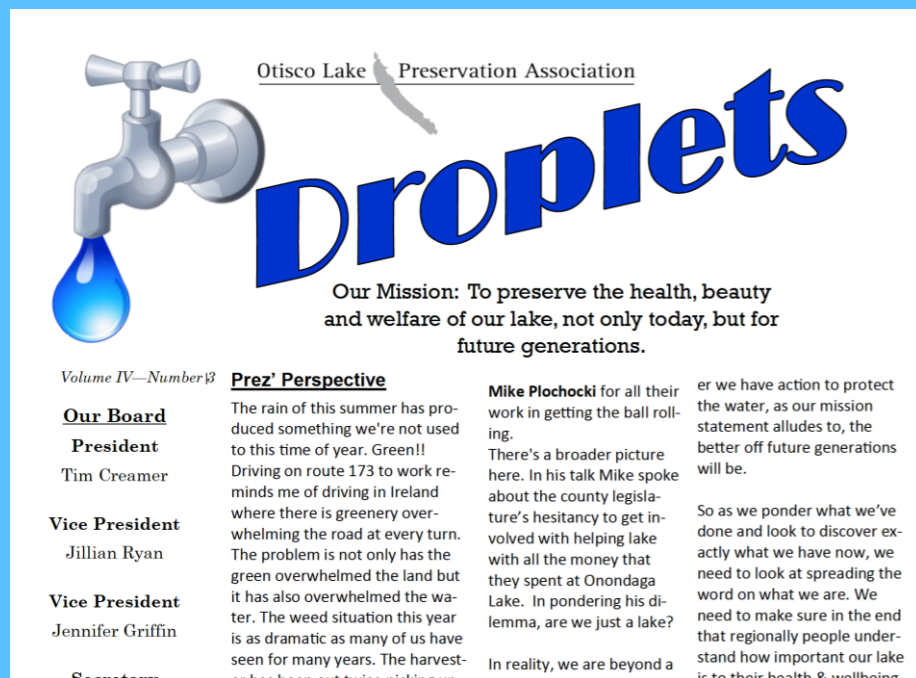 Otisco Lake Preservation Association
Droplets
Our Mission: To preserve the health, beauty
and welfare of our lake, not only today, but for
future generations.
Volume IV—Number 3
Our Board
President
Tim Creamer
Vice President
Jillian Ryan
Vice President
Jennifer Griffin
Secretary
Prez' Perspective
The rain of this summer has pro-
duced something we're not used
to this time of year. Green!!
Driving on route 173 to work re-
minds me of driving in Ireland
where there is greenery over-
whelming the road at every turn.
The problem is not only has the
green overwhelmed the land but
it has also overwhelmed the wa-
ter. The weed situation this year
is as dramatic as many of us have
seen for many years. The harvest-
er has been out twice picking up
Mike Plochocki for all their
work in getting the ball roll-
ing.
There's a broader picture
here. In his talk Mike spoke
about the county legisla-
ture's hesitancy to get in-
volved with helping lake
with all the money that
they spent at Onondaga
Lake. In pondering his di-
lemma, are we just a lake?
In reality, we are beyond a
er we have action to protect
the water, as our mission
statement alludes to, the
better off future generations
will be.
So as we ponder what we've
done and look to discover ex-
actly what we have now, we
need to look at spreading the
word on what we are. We
need to make sure in the end
that regionally people under-
stand how important our lake
is to their health & wellbeing